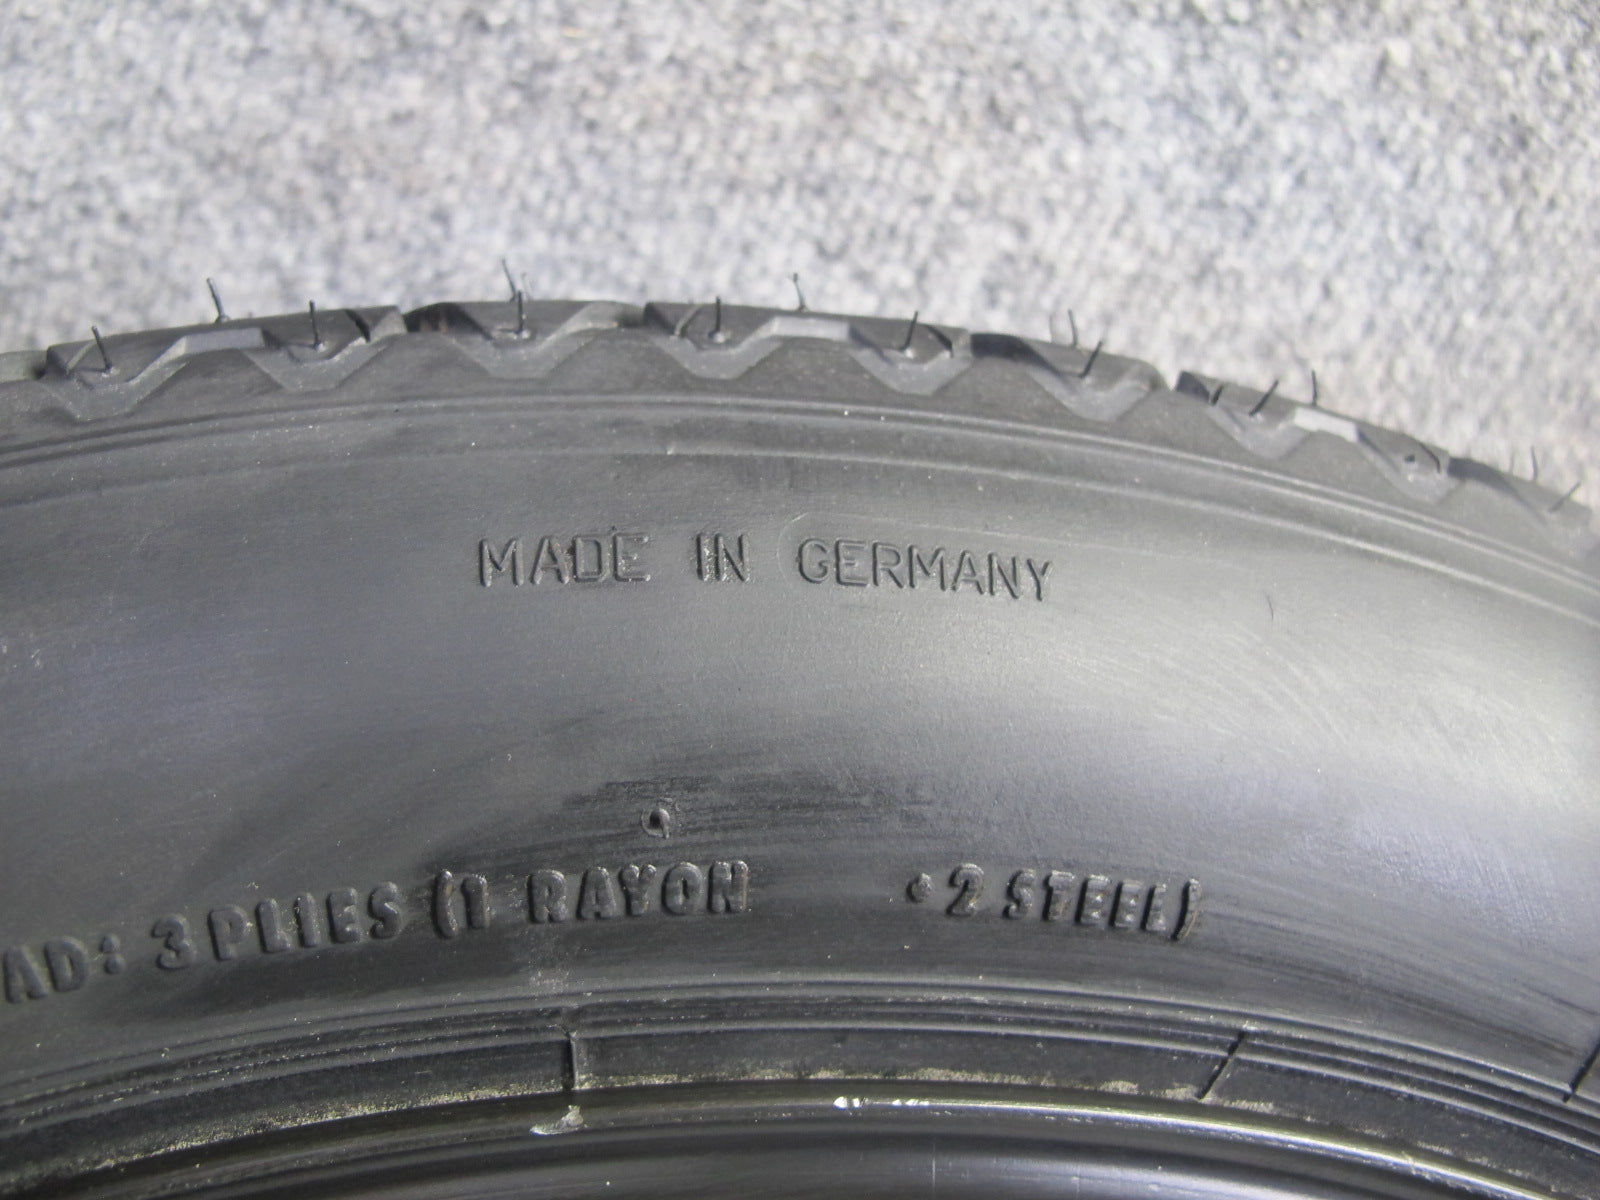 MADE IN GERMANY
AD: 3 PLIES (1 RAYON + 2 STEEL)